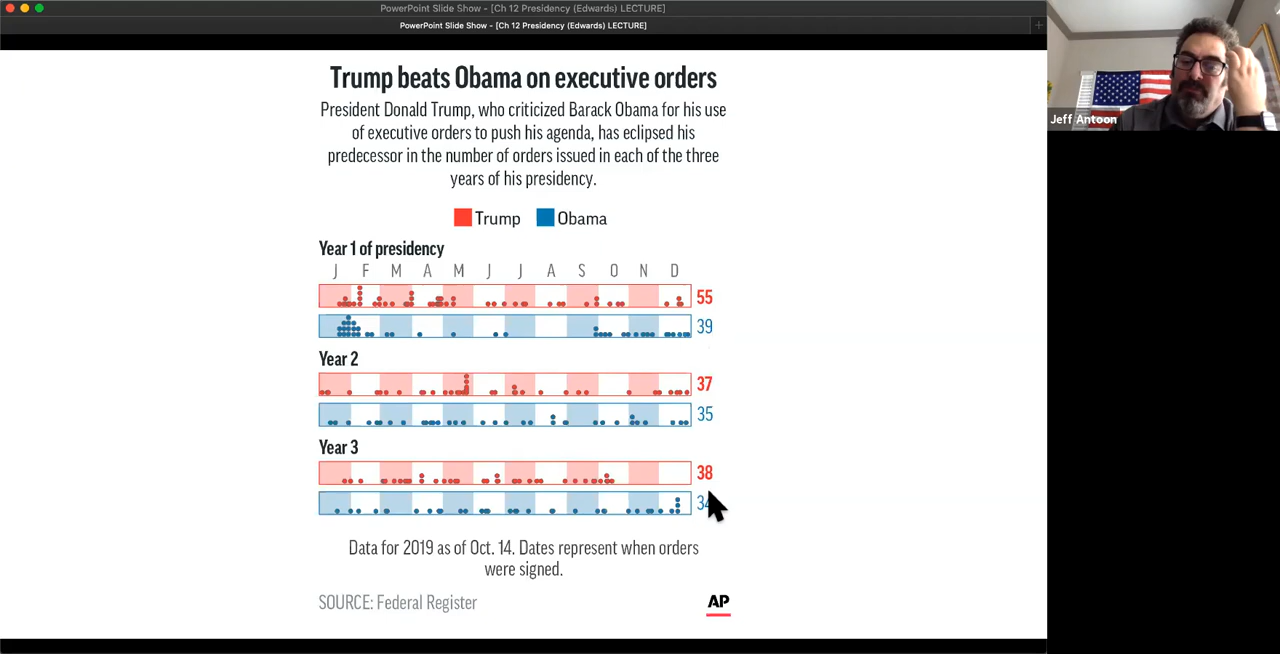 PowerPoint Slide Show - [Ch 12 Presidency (Edwards) LECTURE]
PowerPoint Slide Show - [Ch 12 Presidency (Edwards) LECTURE]
Jeff Antoon
Trump beats Obama on executive orders
President Donald Trump, who criticized Barack Obama for his use
of executive orders to push his agenda, has eclipsed his
predecessor in the number of orders issued in each of the three
years of his presidency.
Trump Obama
Year 1 of presidency
J F M A M J J A S O N D
55
39
Year 2
37
35
Year 3
38
34
Data for 2019 as of Oct. 14. Dates represent when orders
were signed.
SOURCE: Federal Register
AP